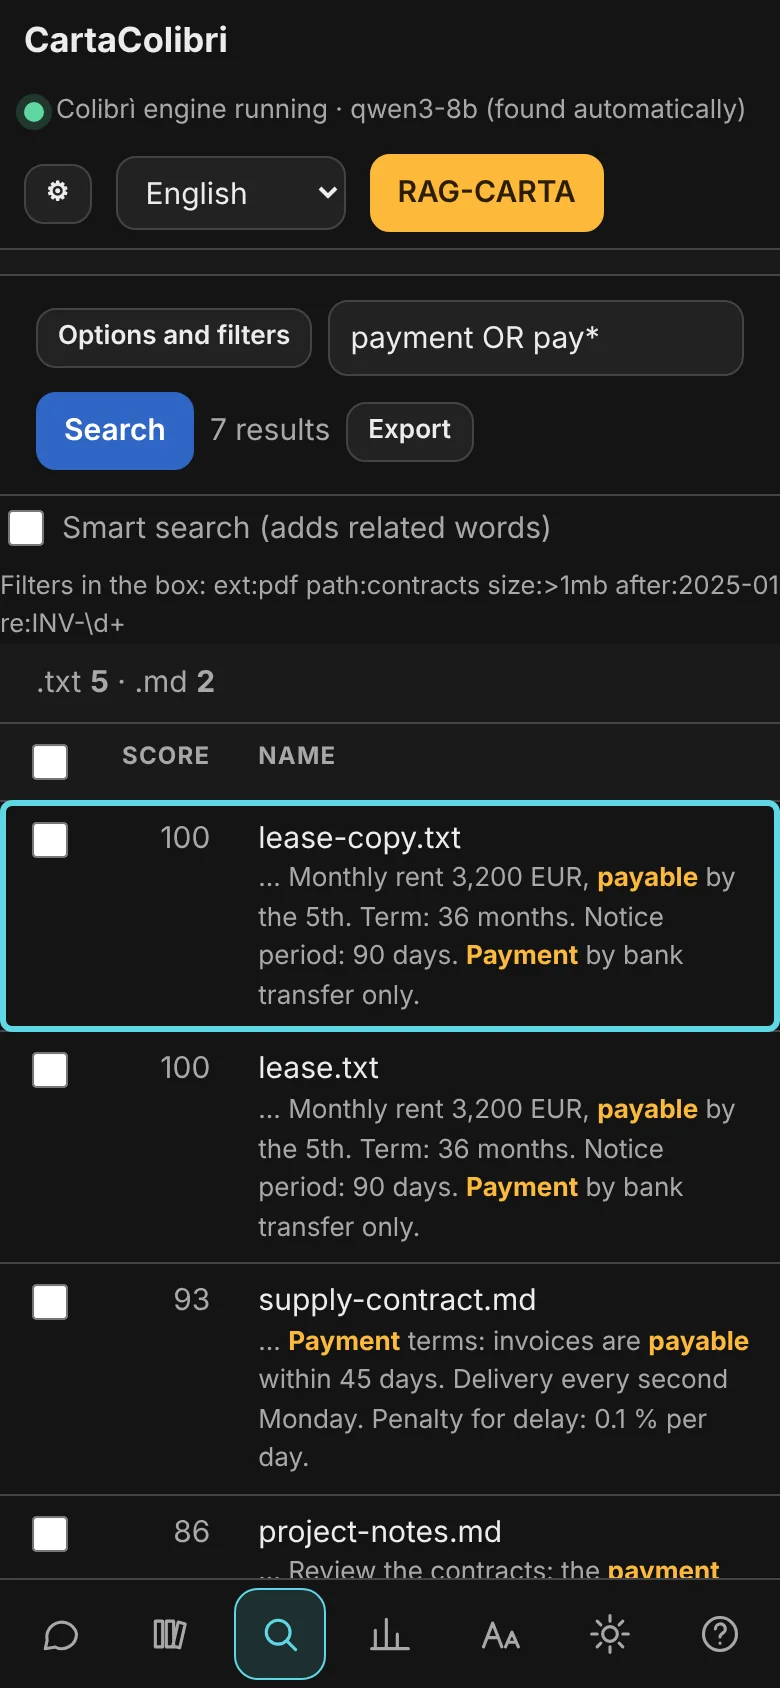 CartaColibri
Colibrì engine running · qwen3-8b (found automatically)
English
RAG-CARTA
Options and filters
payment OR pay*
Search
7 results
Export
Smart search (adds related words)
Filters in the box: ext:pdf path:contracts size:>1mb after:2025-01
re:INV-\d+
.txt 5 · .md 2
SCORE NAME
100 lease-copy.txt
... Monthly rent 3,200 EUR, payable by
the 5th. Term: 36 months. Notice
period: 90 days. Payment by bank
transfer only.
100 lease.txt
... Monthly rent 3,200 EUR, payable by
the 5th. Term: 36 months. Notice
period: 90 days. Payment by bank
transfer only.
93 supply-contract.md
... Payment terms: invoices are payable
within 45 days. Delivery every second
Monday. Penalty for delay: 0.1 % per
day.
86 project-notes.md
... Review the contracts: the payment
AA